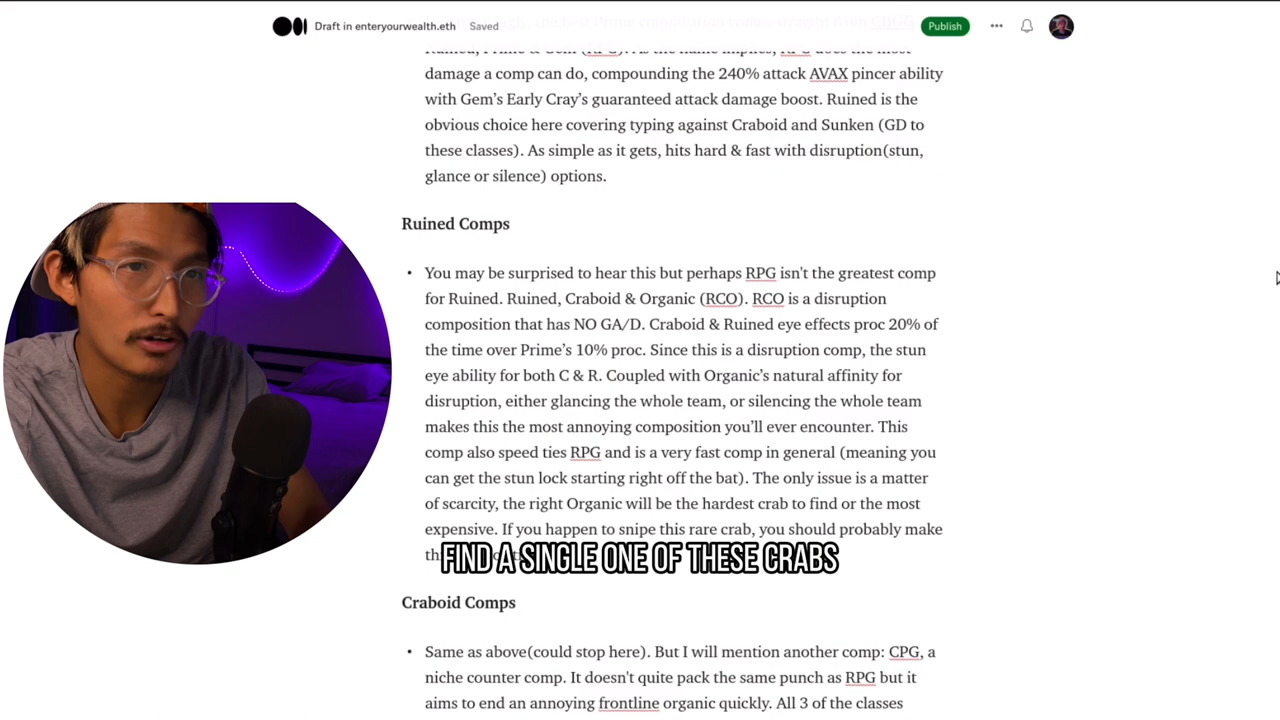 Draft in enteryourwealth.eth Saved Publish
Ruined, Prime & Gem (RPG). As the name implies, RPG does the most
damage a comp can do, compounding the 240% attack AVAX pincer ability
with Gem's Early Cray's guaranteed attack damage boost. Ruined is the
obvious choice here covering typing against Craboid and Sunken (GD to
these classes). As simple as it gets, hits hard & fast with disruption(stun,
glance or silence) options.
Ruined Comps
• You may be surprised to hear this but perhaps RPG isn't the greatest comp
for Ruined. Ruined, Craboid & Organic (RCO). RCO is a disruption
composition that has NO GA/D. Craboid & Ruined eye effects proc 20% of
the time over Prime's 10% proc. Since this is a disruption comp, the stun
eye ability for both C & R. Coupled with Organic's natural affinity for
disruption, either glancing the whole team, or silencing the whole team
makes this the most annoying composition you'll ever encounter. This
comp also speed ties RPG and is a very fast comp in general (meaning you
can get the stun lock starting right off the bat). The only issue is a matter
of scarcity, the right Organic will be the hardest crab to find or the most
expensive. If you happen to snipe this rare crab, you should probably make
FIND A SINGLE ONE OF THESE CRABS
Craboid Comps
• Same as above(could stop here). But I will mention another comp: CPG, a
niche counter comp. It doesn't quite pack the same punch as RPG but it
aims to end an annoying frontline organic quickly. All 3 of the classes